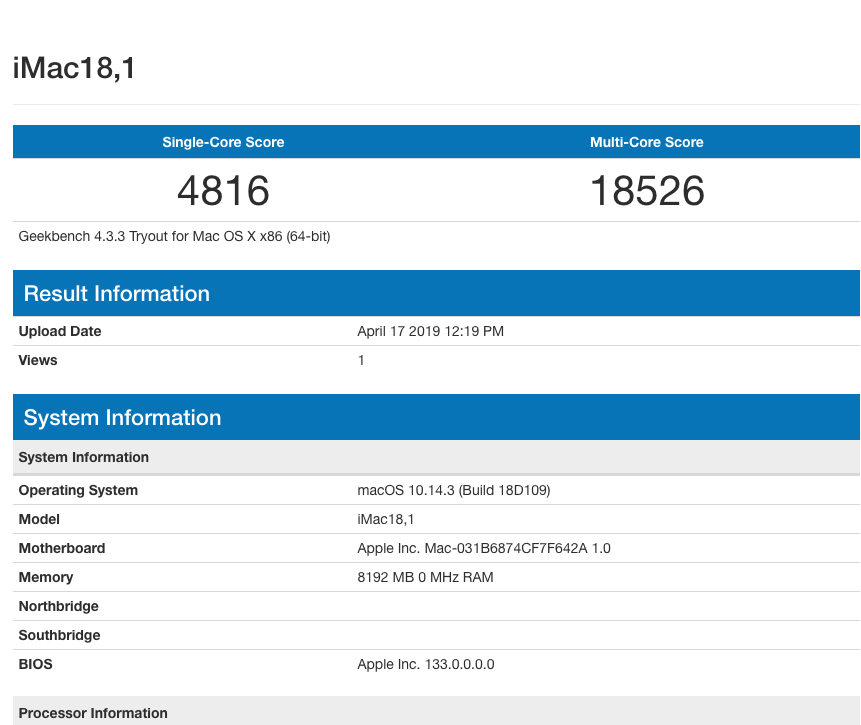 iMac18,1
Single-Core Score Multi-Core Score
4816 18526
Geekbench 4.3.3 Tryout for Mac OS X x86 (64-bit)
Result Information
Upload Date April 17 2019 12:19 PM
Views 1
System Information
System Information
Operating System macOS 10.14.3 (Build 18D109)
Model iMac18,1
Motherboard Apple Inc. Mac-031B6874CF7F642A 1.0
Memory 8192 MB 0 MHz RAM
Northbridge
Southbridge
BIOS Apple Inc. 133.0.0.0.0
Processor Information